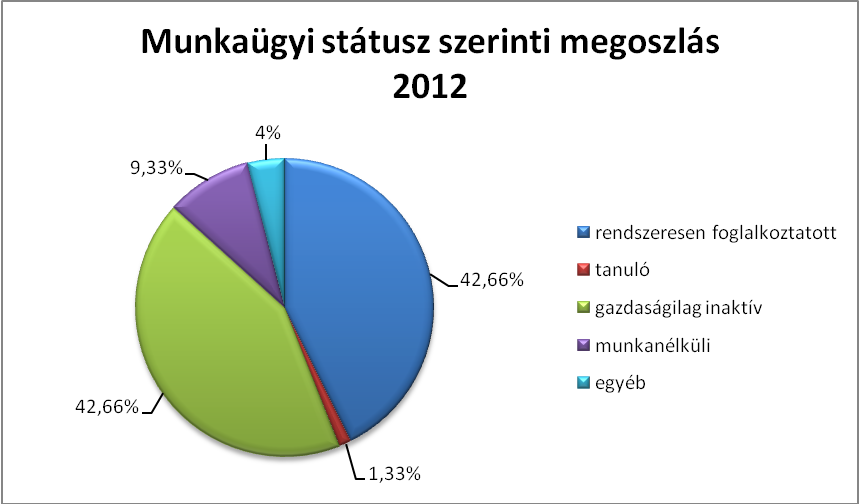 Munkaügyi státusz szerinti megoszlás
2012
4%
9,33%
42,66%
42,66%
1,33%
rendszeresen foglalkoztatott
tanuló
gazdaságilag inaktív
munkanélküli
egyéb